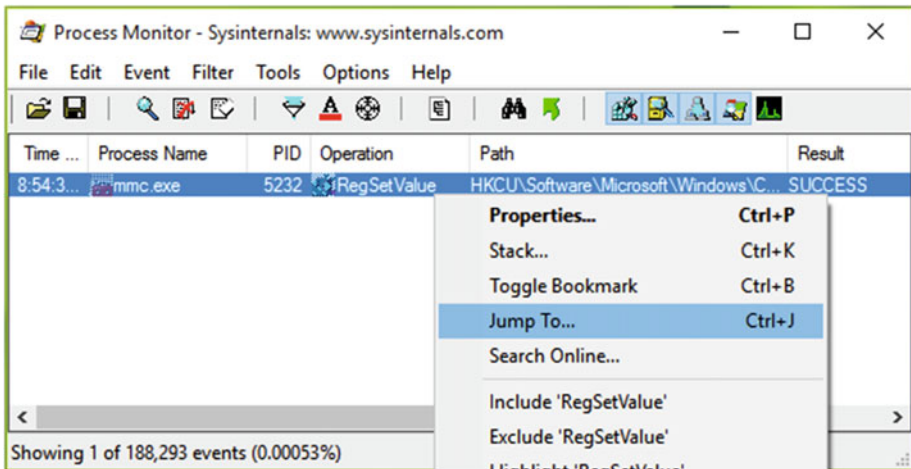 Process Monitor - Sysinternals: www.sysinternals.com
File Edit Event Filter Tools Options Help
Time ... Process Name PID Operation Path Result
8:54:3... mmc.exe 5232 RegSetValue HKCU\Software\Microsoft\Windows\C... SUCCESS
Properties... Ctrl+P
Stack... Ctrl+K
Toggle Bookmark Ctrl+B
Jump To... Ctrl+J
Search Online...
Include 'RegSetValue'
Exclude 'RegSetValue'
Highlight 'RegSetValue'
Showing 1 of 188,293 events (0.00053%)